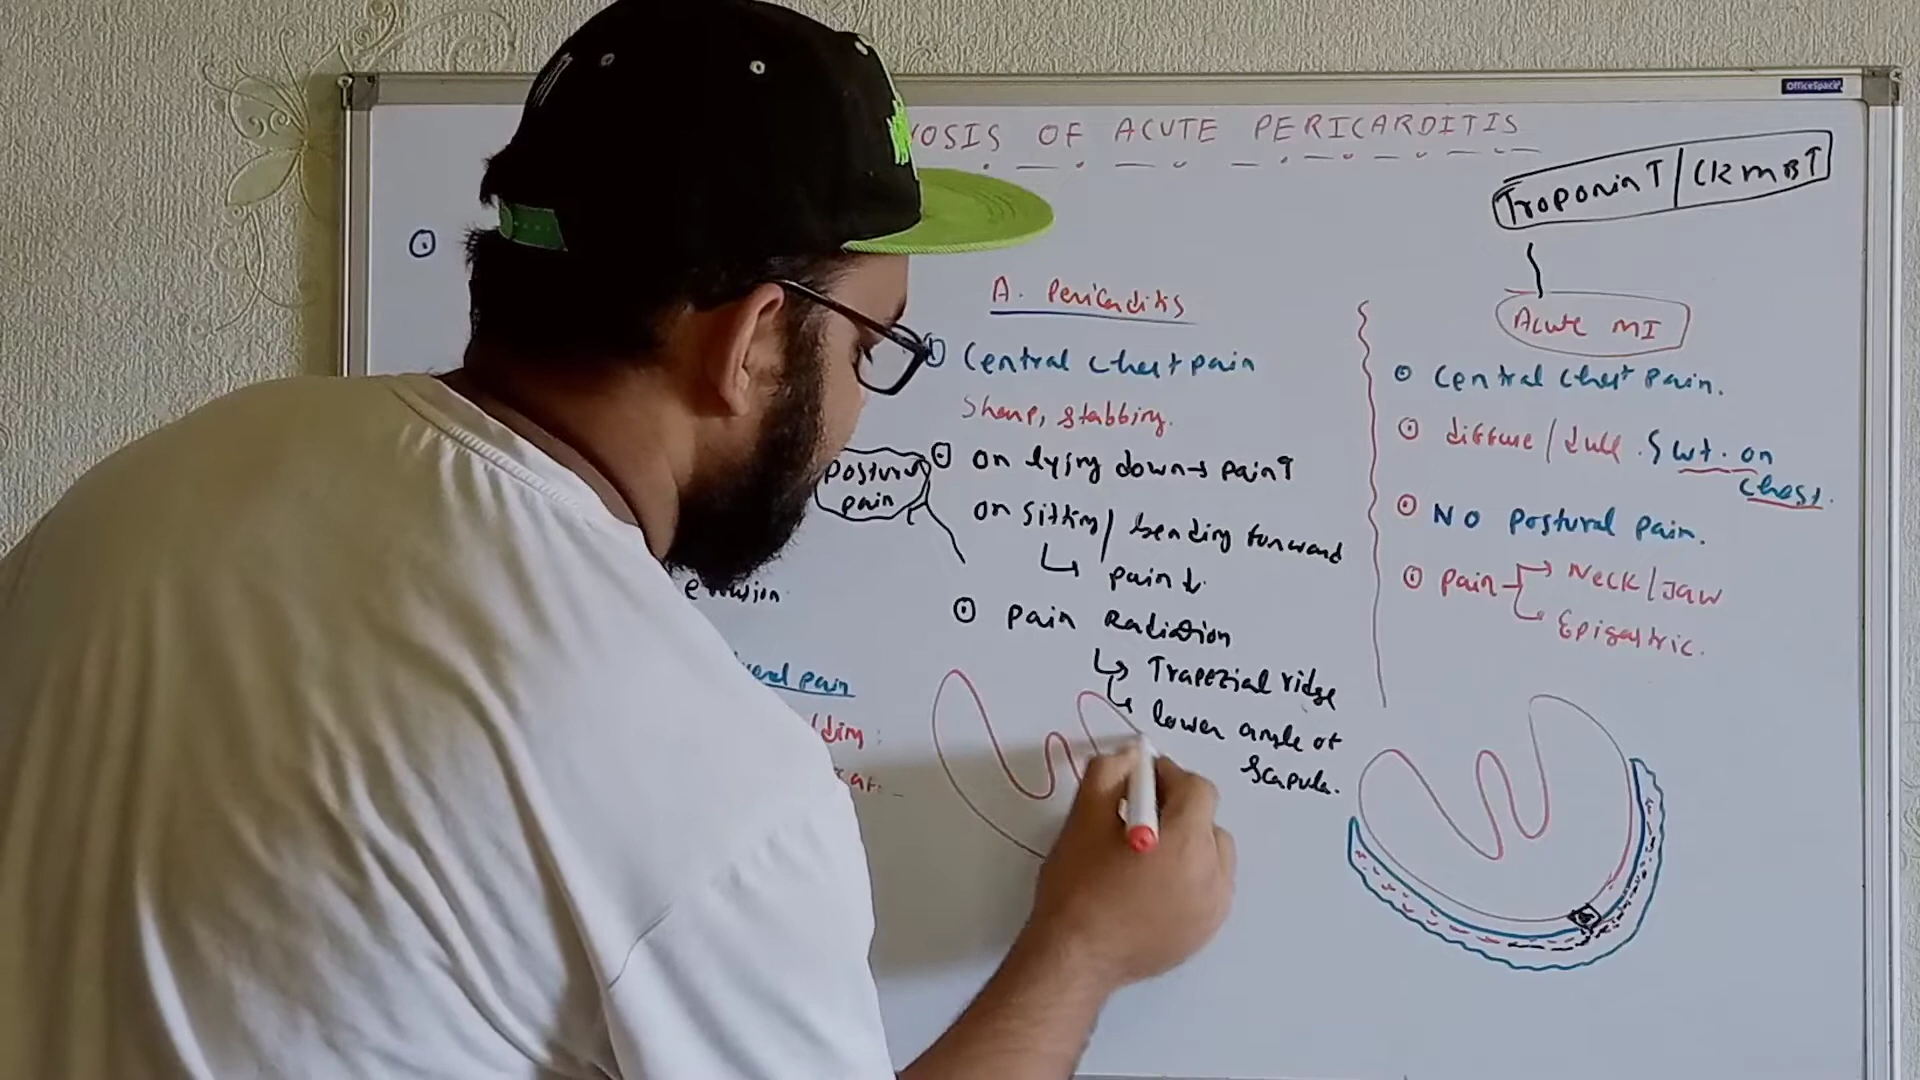 OfficeSpace
OSIS OF ACUTE PERICARDITIS
Troponin T / CKMBT
A. Pericarditis
Central Chest pain
Sharp, stabbing.
Postural
pain
on lying down → pain↑
on sitting / bending forward
↳ pain ↓.
Pain Radiation
↳ Trapezial ridge
↳ lower angle of
Scapula.
Acute MI
Central Chest Pain.
diffuse / dull. { wt. on
Chest.
NO Postural pain.
Pain → Neck / Jaw
Epigastric.
pain